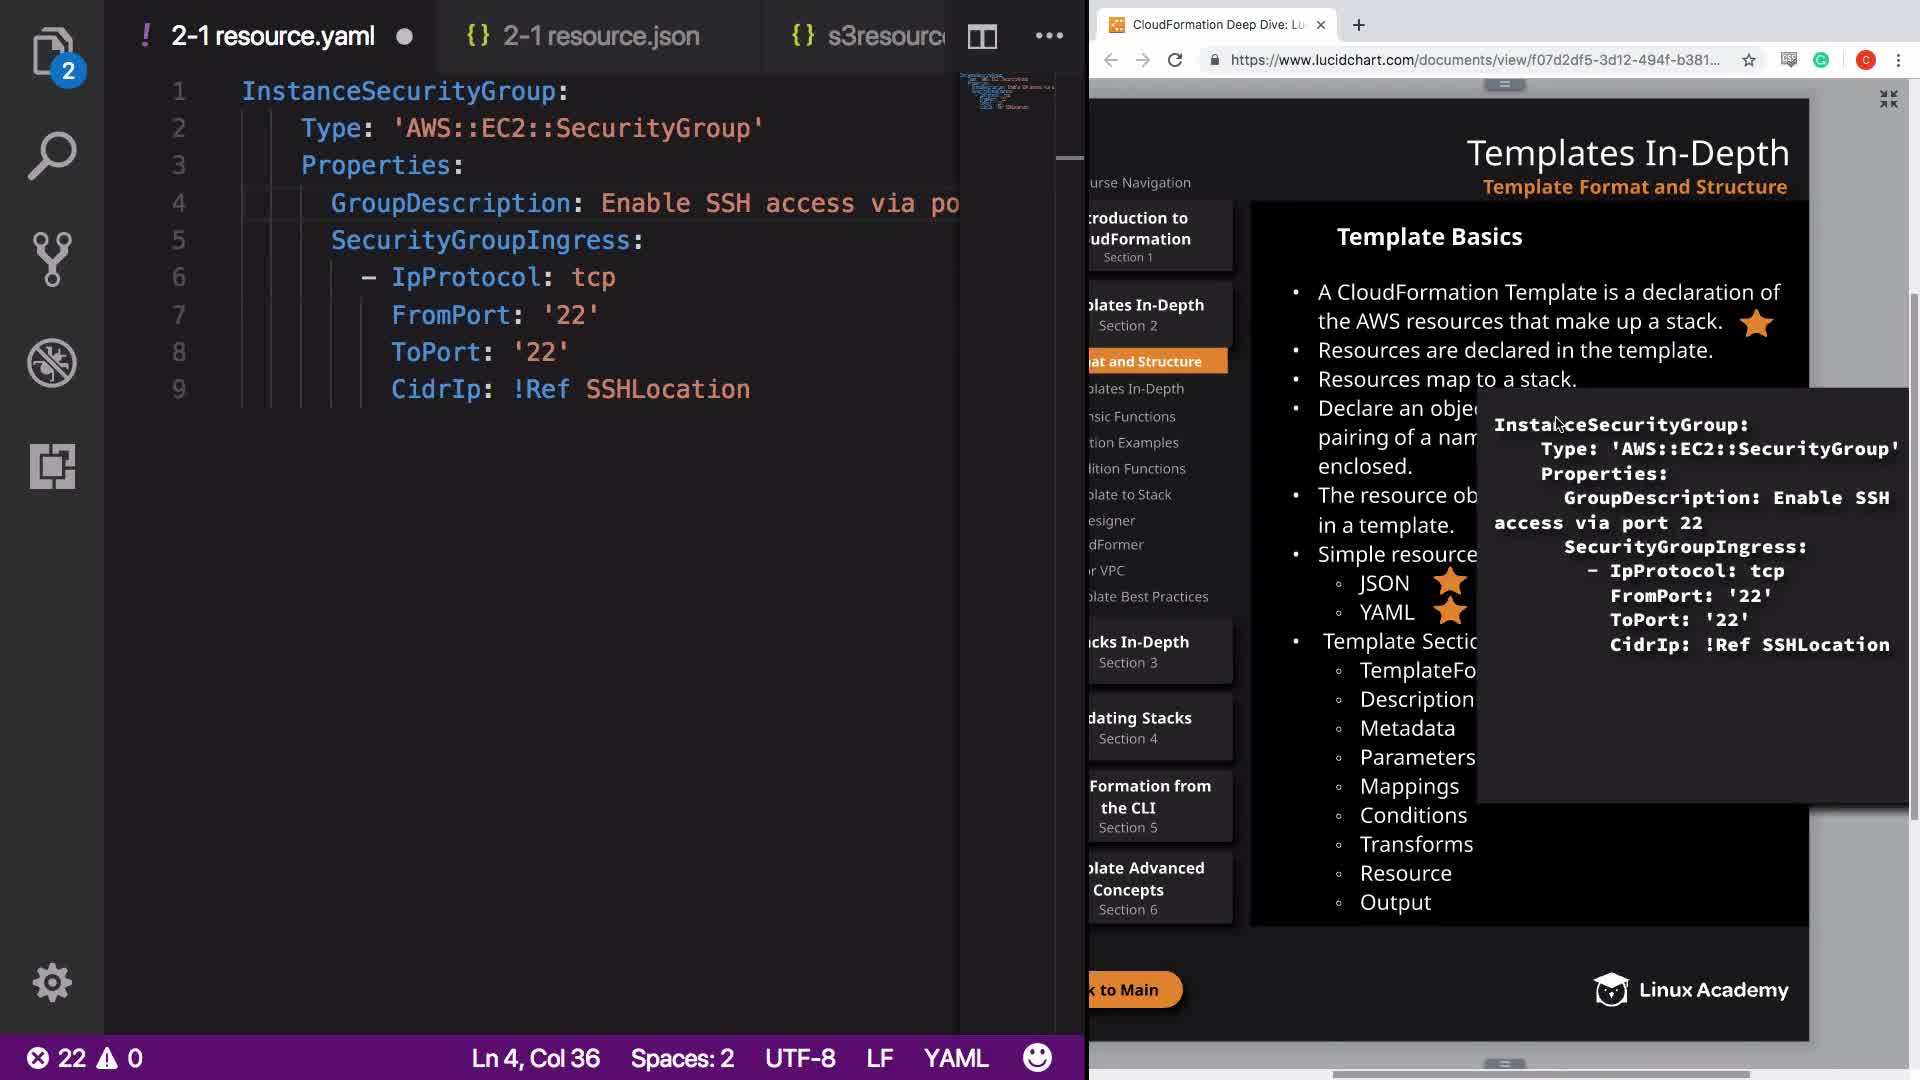 2-1 resource.yaml
2-1 resource.json
s3resourc
2
1 InstanceSecurityGroup:
2 Type: 'AWS::EC2::SecurityGroup'
3 Properties:
4 GroupDescription: Enable SSH access via po
5 SecurityGroupIngress:
6 - IpProtocol: tcp
7 FromPort: '22'
8 ToPort: '22'
9 CidrIp: !Ref SSHLocation
22 0
Ln 4, Col 36
Spaces: 2
UTF-8
LF
YAML
CloudFormation Deep Dive: Lu
https://www.lucidchart.com/documents/view/f07d2df5-3d12-494f-b381...
C
Templates In-Depth
Template Format and Structure
urse Navigation
troduction to
udFormation
Section 1
plates In-Depth
Section 2
at and Structure
plates In-Depth
nsic Functions
tion Examples
dition Functions
plate to Stack
esigner
dFormer
r VPC
plate Best Practices
acks In-Depth
Section 3
dating Stacks
Section 4
Formation from
the CLI
Section 5
plate Advanced
Concepts
Section 6
k to Main
Template Basics
• A CloudFormation Template is a declaration of
the AWS resources that make up a stack.
• Resources are declared in the template.
• Resources map to a stack.
• Declare an objec
pairing of a nam
enclosed.
• The resource ob
in a template.
• Simple resource
◦ JSON
◦ YAML
• Template Sectio
◦ TemplateFo
◦ Description
◦ Metadata
◦ Parameters
◦ Mappings
◦ Conditions
◦ Transforms
◦ Resource
◦ Output
InstanceSecurityGroup:
Type: 'AWS::EC2::SecurityGroup'
Properties:
GroupDescription: Enable SSH
access via port 22
SecurityGroupIngress:
- IpProtocol: tcp
FromPort: '22'
ToPort: '22'
CidrIp: !Ref SSHLocation
Linux Academy